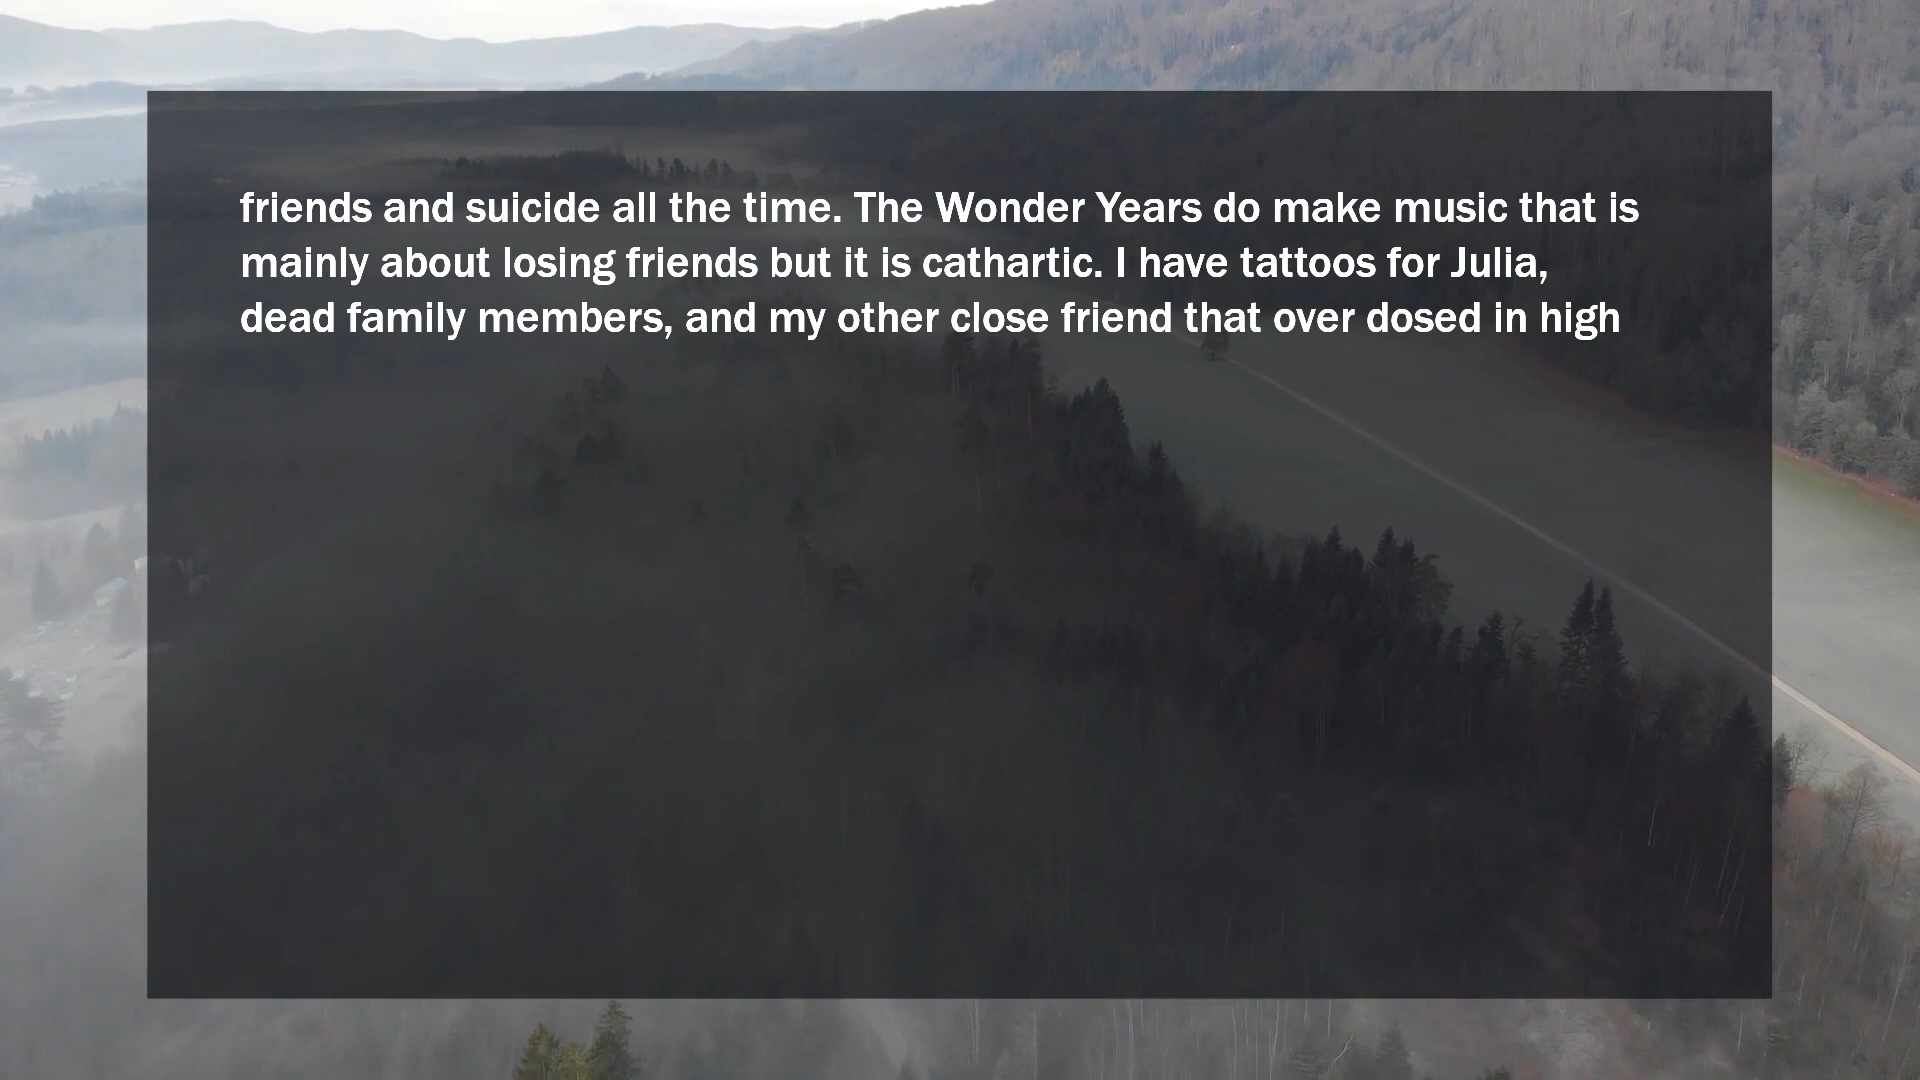 friends and suicide all the time. The Wonder Years do make music that is
mainly about losing friends but it is cathartic. I have tattoos for Julia,
dead family members, and my other close friend that over dosed in high